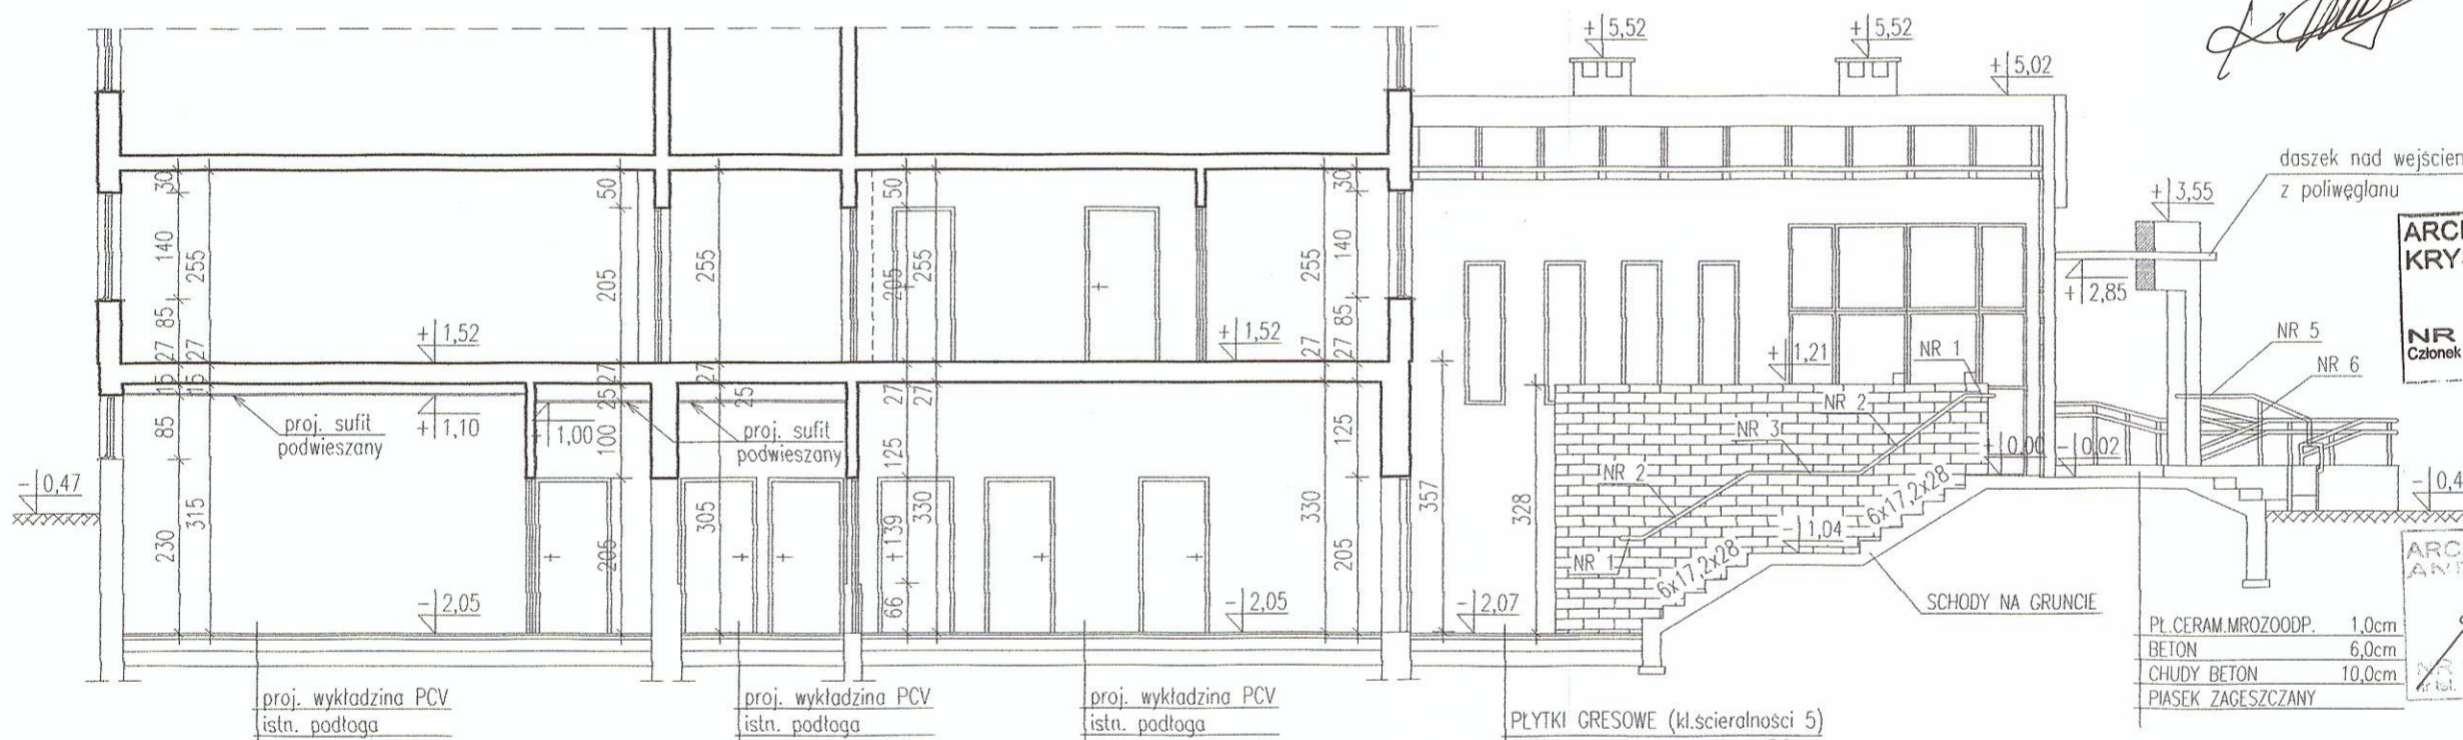 +5,52
+5,52
+5,02
daszek nad wejściem
z poliwęglanu
+3,55
ARCH
KRY
NR
Członek
+2,85
30
140
255
85
27
27
15
15
50
205
255
27
27
25
25
50
205
255
255
30
140
85
27
27
+1,52
+1,52
+1,21
NR 1
NR 5
NR 6
proj. sufit
podwieszany
+1,10
+1,00
100
proj. sufit
podwieszany
27
27
125
125
NR 2
NR 3
NR 2
NR 1
+0,00
-0,02
-0,47
-0,4
85
230
315
205
305
139
330
66
330
205
357
328
6x17,2x28
-1,04
6x17,2x28
-2,05
-2,05
-2,07
SCHODY NA GRUNCIE
ARC
PŁ.CERAM.MROZOODP. 1,0cm
BETON 6,0cm
CHUDY BETON 10,0cm
PIASEK ZAGESZCZANY
proj. wykładzina PCV
istn. podłoga
proj. wykładzina PCV
istn. podłoga
proj. wykładzina PCV
istn. podłoga
PŁYTKI GRESOWE (kl.ścieralności 5)